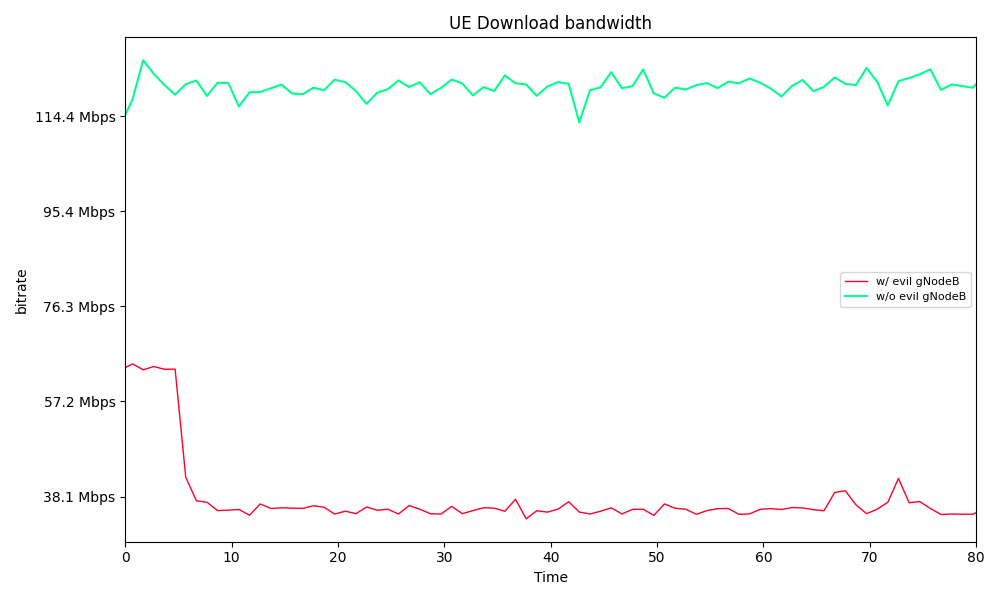 UE Download bandwidth
bitrate
114.4 Mbps
95.4 Mbps
76.3 Mbps
57.2 Mbps
38.1 Mbps
w/ evil gNodeB
w/o evil gNodeB
0 10 20 30 40 50 60 70 80
Time